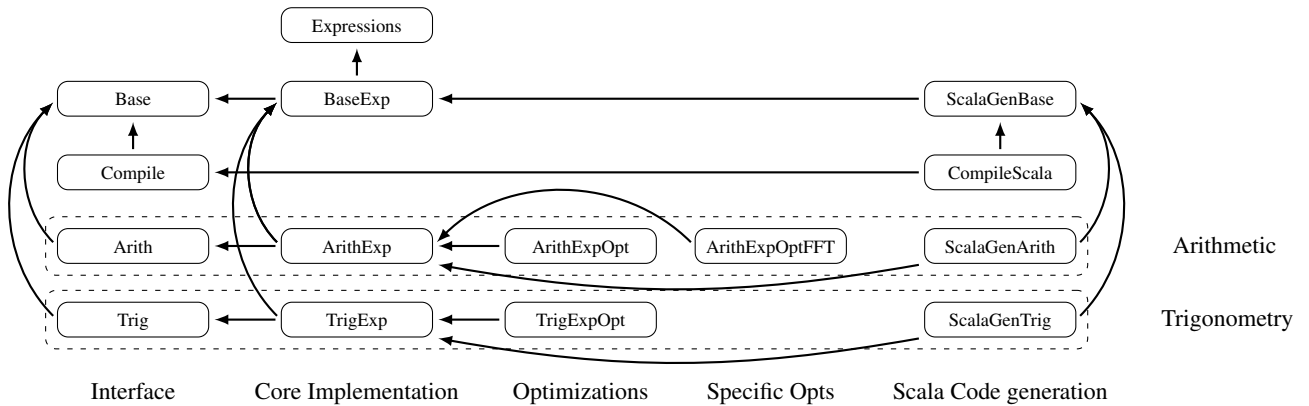 Expressions
Base
BaseExp
ScalaGenBase
Compile
CompileScala
Arith
ArithExp
ArithExpOpt
ArithExpOptFFT
ScalaGenArith
Arithmetic
Trig
TrigExp
TrigExpOpt
ScalaGenTrig
Trigonometry
Interface
Core Implementation
Optimizations
Specific Opts
Scala Code generation